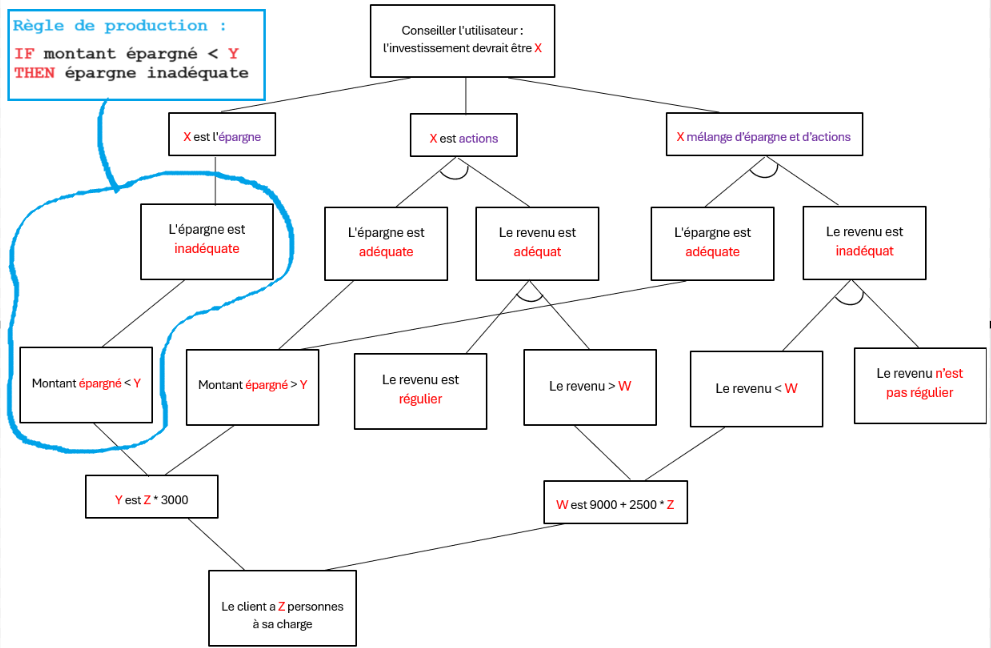 Règle de production :
IF montant épargné < Y
THEN épargne inadéquate
Conseiller l'utilisateur :
l'investissement devrait être X
X est l'épargne
X est actions
X mélange d'épargne et d'actions
L'épargne est
inadéquate
L'épargne est
adéquate
Le revenu est
adéquat
L'épargne est
adéquate
Le revenu est
inadéquat
Montant épargné < Y
Montant épargné > Y
Le revenu est
régulier
Le revenu > W
Le revenu < W
Le revenu n'est
pas régulier
Y est Z * 3000
W est 9000 + 2500 * Z
Le client a Z personnes
à sa charge